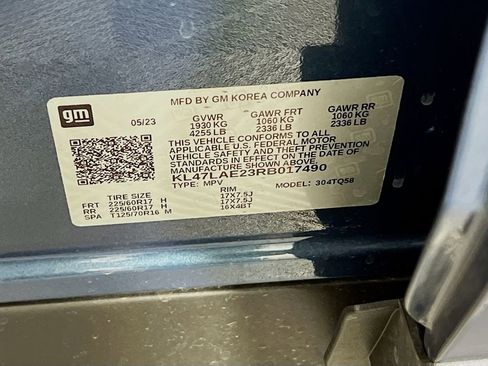 gm
MFD BY GM KOREA COMPANY
05/23 GVWR GAWR FRT GAWR RR
1930 KG 1060 KG 1060 KG
4255 LB 2336 LB 2336 LB
THIS VEHICLE CONFORMS TO ALL
APPLICABLE U.S. FEDERAL MOTOR
VEHICLE SAFETY AND THEFT PREVENTION
STANDARDS IN EFFECT ON THE DATE OF
MANUFACTURE SHOWN ABOVE.
KL47LAE23RB017490
TYPE: MPV MODEL: 304TQ58
TIRE SIZE RIM
FRT 225/60R17 H 17X7.5J
RR 225/60R17 H 17X7.5J
SPA T125/70R16 M 16X4BT